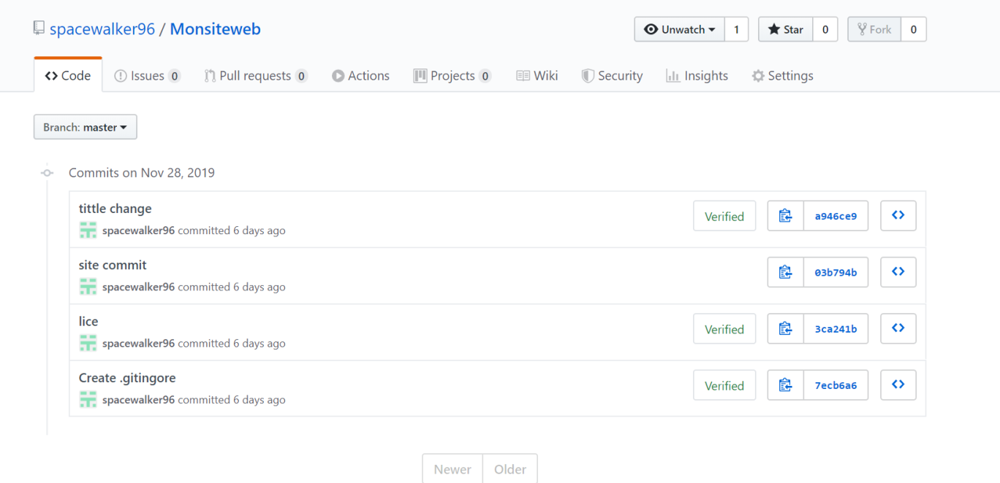 spacewalker96 / Monsiteweb
Unwatch 1 Star 0 Fork 0
<> Code Issues 0 Pull requests 0 Actions Projects 0 Wiki Security Insights Settings
Branch: master
Commits on Nov 28, 2019
tittle change
spacewalker96 committed 6 days ago
Verified a946ce9 <>
site commit
spacewalker96 committed 6 days ago
03b794b <>
lice
spacewalker96 committed 6 days ago
Verified 3ca241b <>
Create .gitingore
spacewalker96 committed 6 days ago
Verified 7ecb6a6 <>
Newer Older